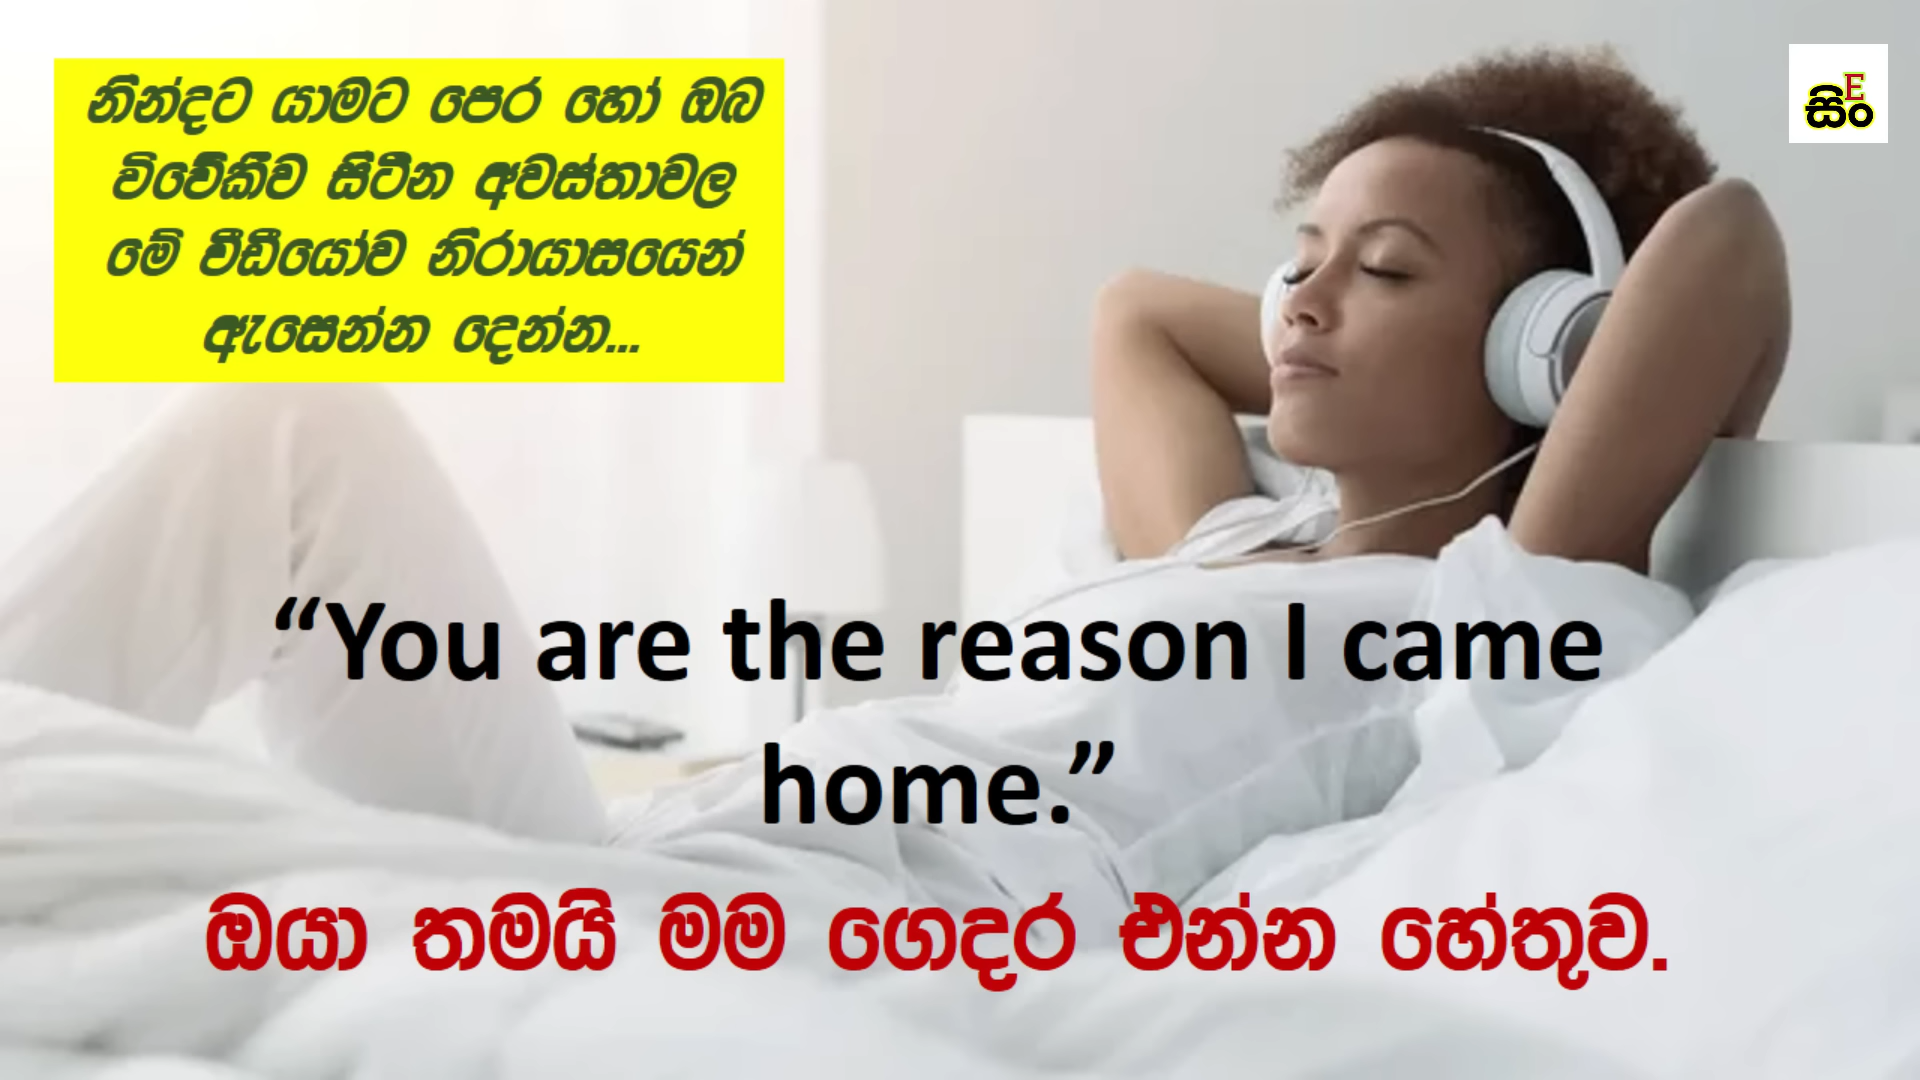 නින්දට යාමට පෙර හෝ ඔබ
විවේකීව සිටින අවස්තාවල
මේ වීඩීයෝව නිරායාසයෙන්
ඇසෙන්න දෙන්න...
සිංE
“You are the reason I came
home.”
ඔයා තමයි මම ගෙදර එන්න හේතුව.